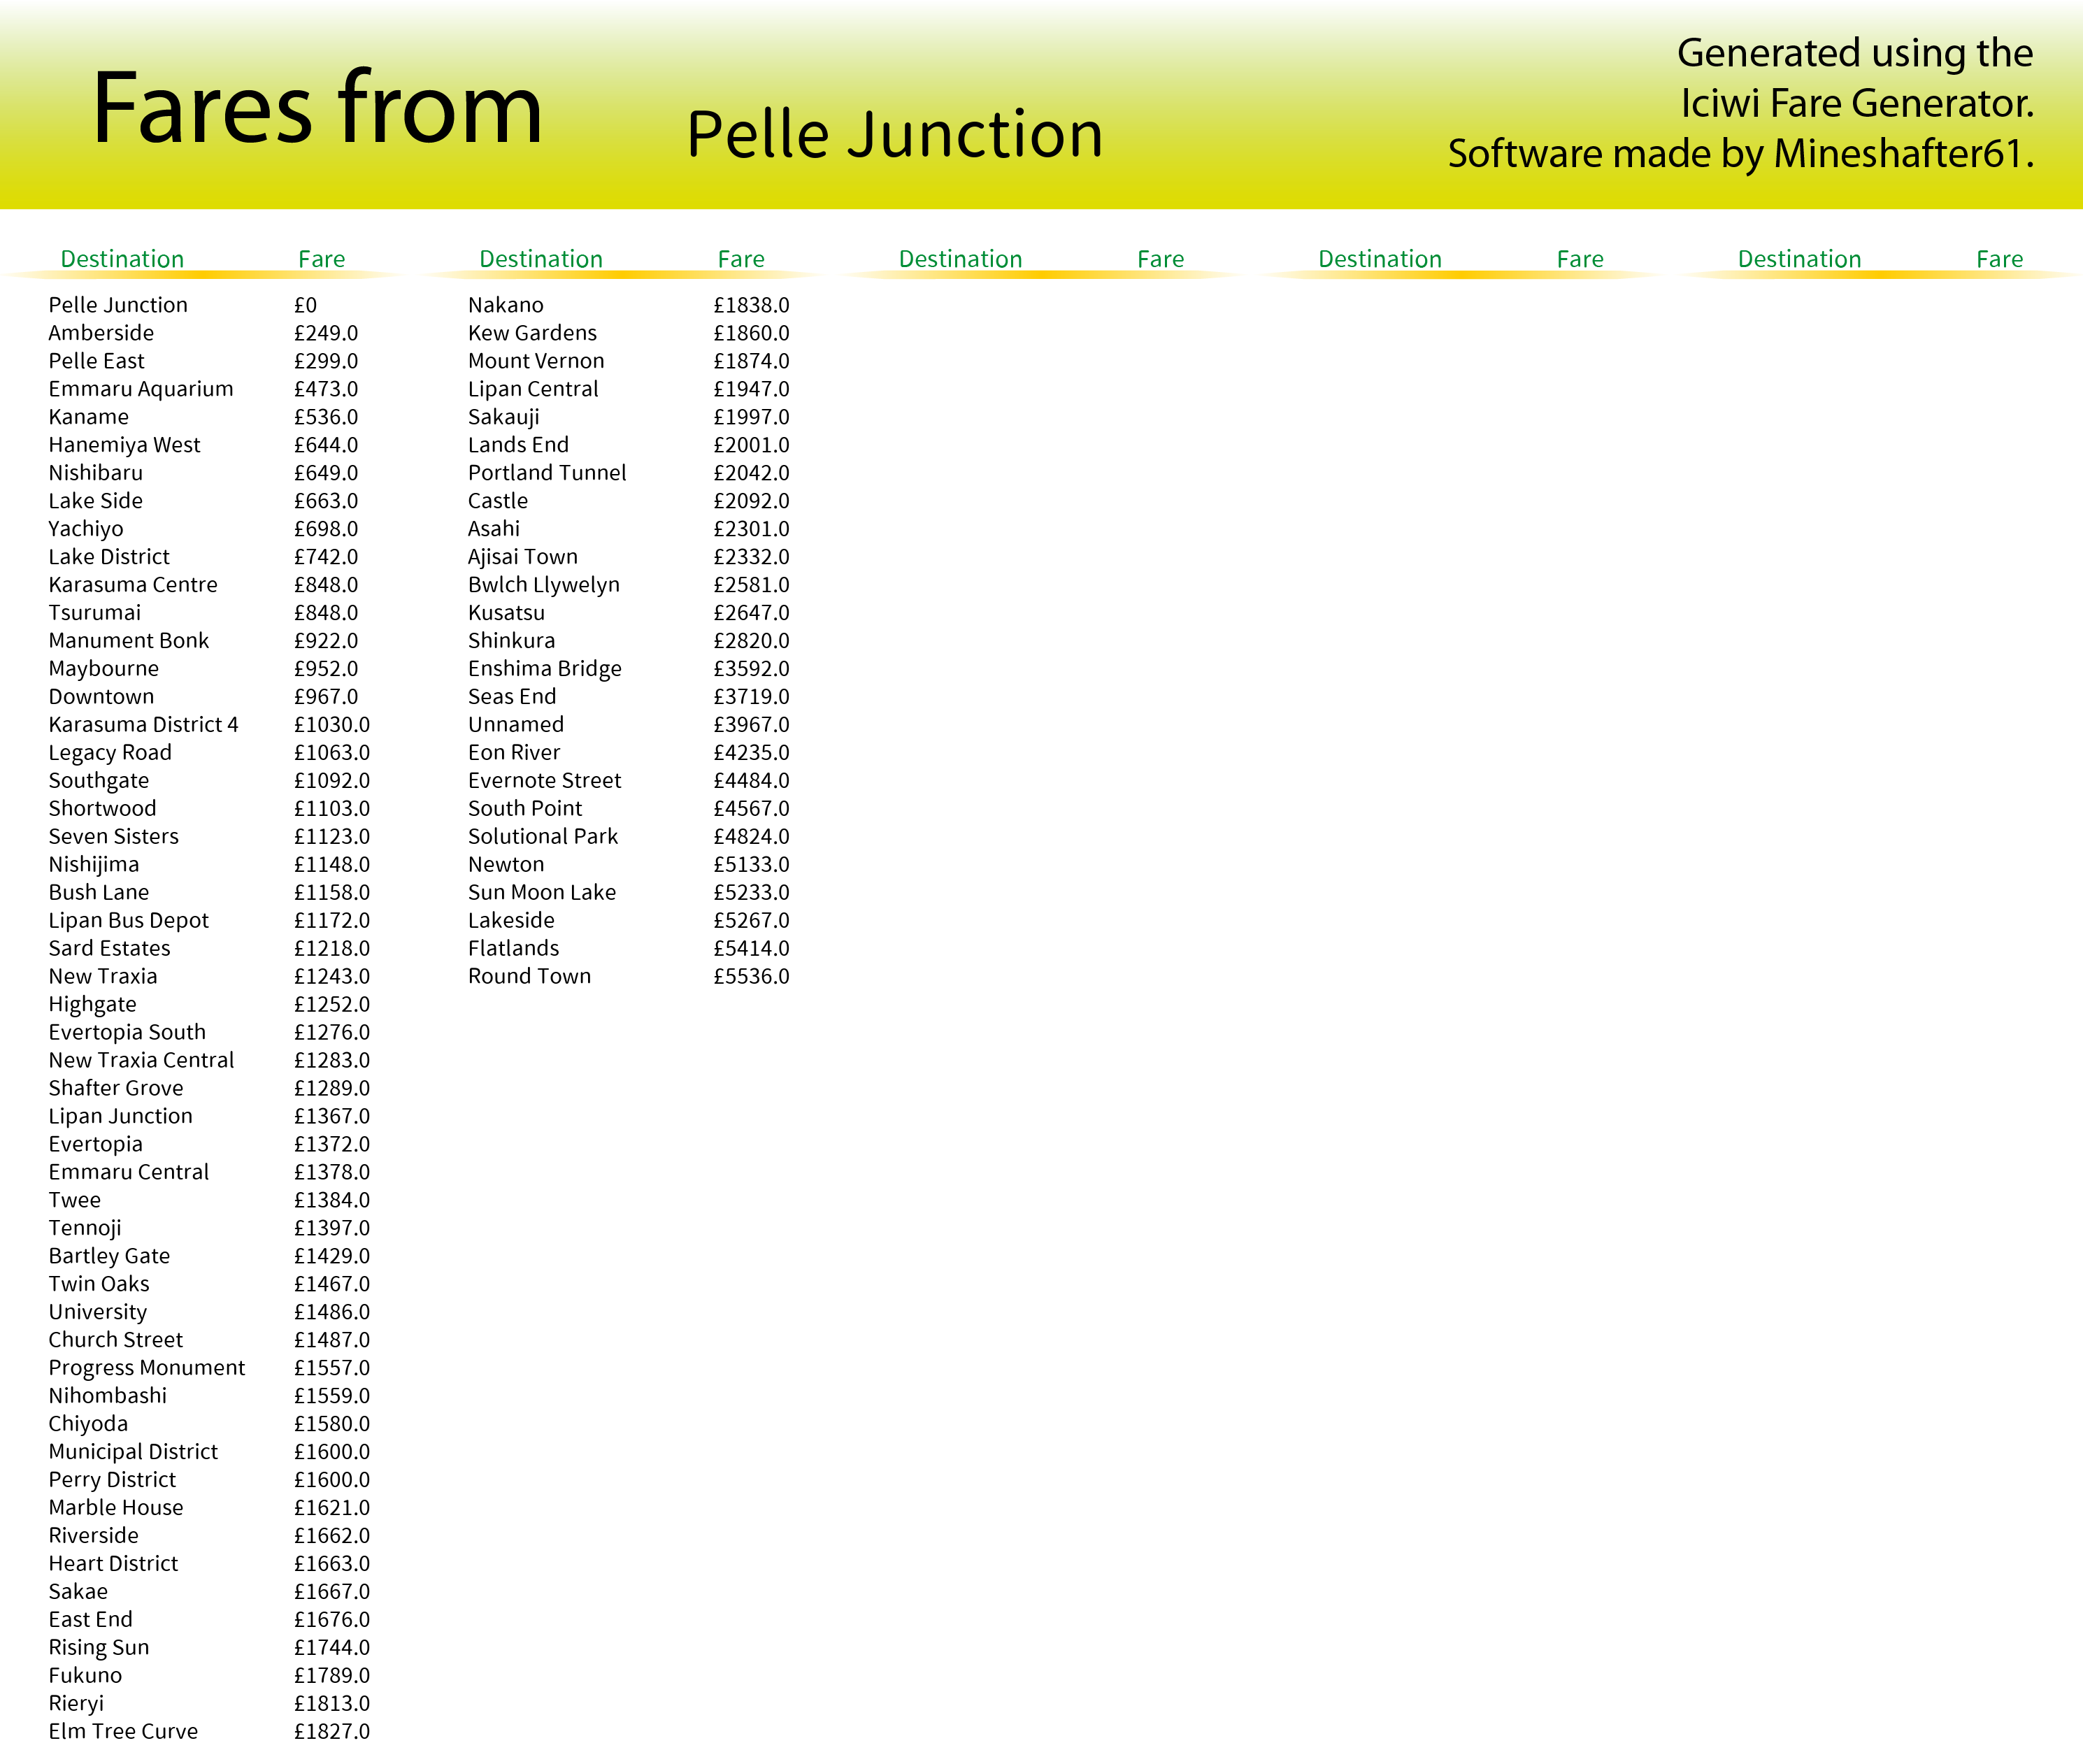 Fares from
Pelle Junction
Generated using the
Iciwi Fare Generator.
Software made by Mineshafter61.
Destination Fare Destination Fare Destination Fare Destination Fare Destination Fare
Pelle Junction £0
Amberside £249.0
Pelle East £299.0
Emmaru Aquarium £473.0
Kaname £536.0
Hanemiya West £644.0
Nishibaru £649.0
Lake Side £663.0
Yachiyo £698.0
Lake District £742.0
Karasuma Centre £848.0
Tsurumai £848.0
Manument Bonk £922.0
Maybourne £952.0
Downtown £967.0
Karasuma District 4 £1030.0
Legacy Road £1063.0
Southgate £1092.0
Shortwood £1103.0
Seven Sisters £1123.0
Nishijima £1148.0
Bush Lane £1158.0
Lipan Bus Depot £1172.0
Sard Estates £1218.0
New Traxia £1243.0
Highgate £1252.0
Evertopia South £1276.0
New Traxia Central £1283.0
Shafter Grove £1289.0
Lipan Junction £1367.0
Evertopia £1372.0
Emmaru Central £1378.0
Twee £1384.0
Tennoji £1397.0
Bartley Gate £1429.0
Twin Oaks £1467.0
University £1486.0
Church Street £1487.0
Progress Monument £1557.0
Nihombashi £1559.0
Chiyoda £1580.0
Municipal District £1600.0
Perry District £1600.0
Marble House £1621.0
Riverside £1662.0
Heart District £1663.0
Sakae £1667.0
East End £1676.0
Rising Sun £1744.0
Fukuno £1789.0
Rieryi £1813.0
Elm Tree Curve £1827.0
Nakano £1838.0
Kew Gardens £1860.0
Mount Vernon £1874.0
Lipan Central £1947.0
Sakauji £1997.0
Lands End £2001.0
Portland Tunnel £2042.0
Castle £2092.0
Asahi £2301.0
Ajisai Town £2332.0
Bwlch Llywelyn £2581.0
Kusatsu £2647.0
Shinkura £2820.0
Enshima Bridge £3592.0
Seas End £3719.0
Unnamed £3967.0
Eon River £4235.0
Evernote Street £4484.0
South Point £4567.0
Solutional Park £4824.0
Newton £5133.0
Sun Moon Lake £5233.0
Lakeside £5267.0
Flatlands £5414.0
Round Town £5536.0